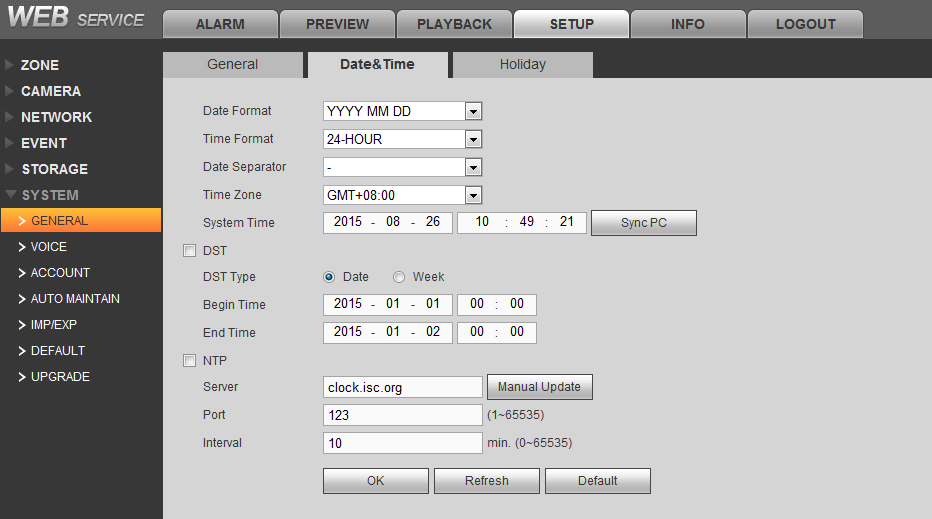 WEB SERVICE
ALARM PREVIEW PLAYBACK SETUP INFO LOGOUT
General Date&Time Holiday
ZONE
CAMERA
NETWORK
EVENT
STORAGE
SYSTEM
GENERAL
VOICE
ACCOUNT
AUTO MAINTAIN
IMP/EXP
DEFAULT
UPGRADE
Date Format YYYY MM DD
Time Format 24-HOUR
Date Separator -
Time Zone GMT+08:00
System Time 2015 - 08 - 26 10 : 49 : 21 Sync PC
DST
DST Type Date Week
Begin Time 2015 - 01 - 01 00 : 00
End Time 2015 - 01 - 02 00 : 00
NTP
Server clock.isc.org Manual Update
Port 123 (1~65535)
Interval 10 min. (0~65535)
OK Refresh Default